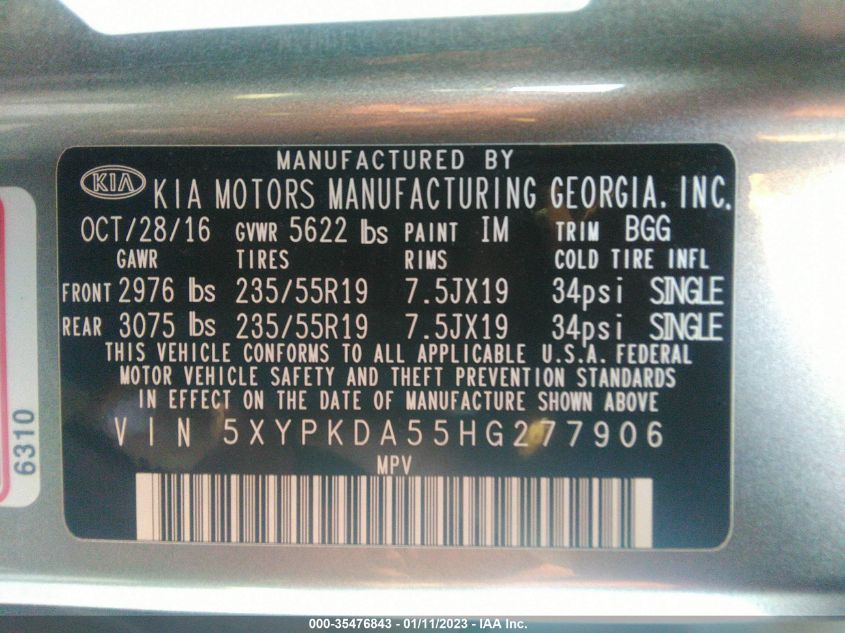 MANUFACTURED BY
KIA KIA MOTORS MANUFACTURING GEORGIA, INC.
OCT/28/16 GVWR 5622 lbs PAINT IM TRIM BGG
GAWR TIRES RIMS COLD TIRE INFL
FRONT 2976 lbs 235/55R19 7.5JX19 34psi SINGLE
REAR 3075 lbs 235/55R19 7.5JX19 34psi SINGLE
THIS VEHICLE CONFORMS TO ALL APPLICABLE U.S.A. FEDERAL
MOTOR VEHICLE SAFETY AND THEFT PREVENTION STANDARDS
IN EFFECT ON THE DATE OF MANUFACTURE SHOWN ABOVE
VIN 5XYPKDA55HG277906
MPV
6310
000-35476843 - 01/11/2023 - IAA Inc.